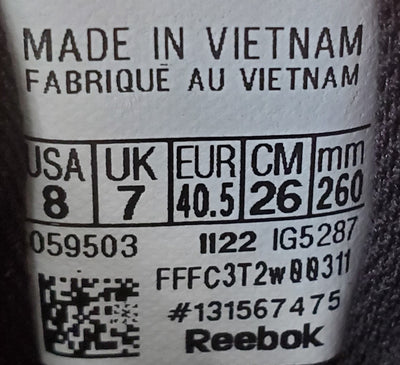 MADE IN VIETNAM
FABRIQUÉ AU VIETNAM
USA UK EUR CM mm
8 7 40.5 26 260
059503 1122 IG5287
FFFC3T2w00311
#131567475
Reebok